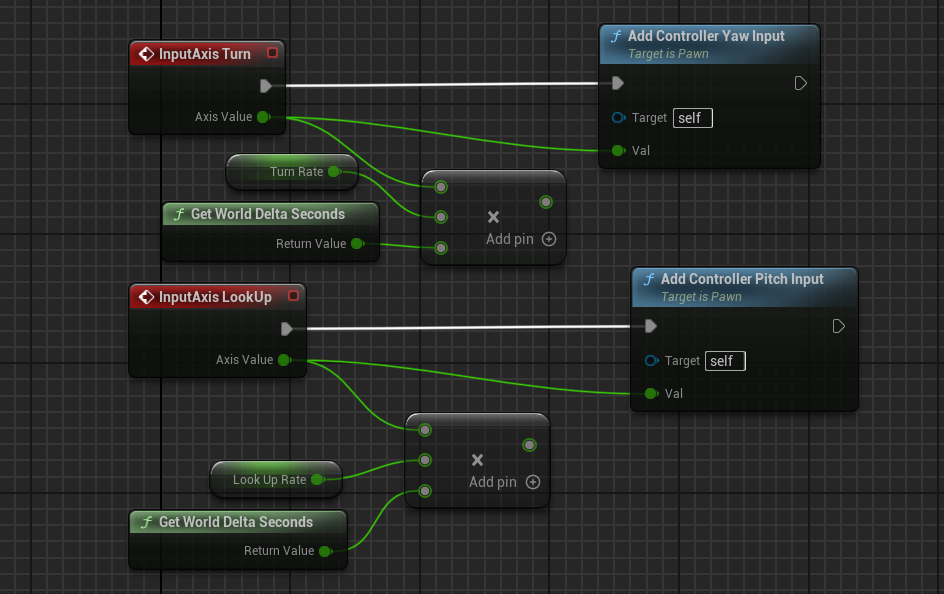 InputAxis Turn
Axis Value
Add Controller Yaw Input
Target is Pawn
Target self
Val
Turn Rate
Get World Delta Seconds
Return Value
Add pin
InputAxis LookUp
Axis Value
Add Controller Pitch Input
Target is Pawn
Target self
Val
Look Up Rate
Add pin
Get World Delta Seconds
Return Value